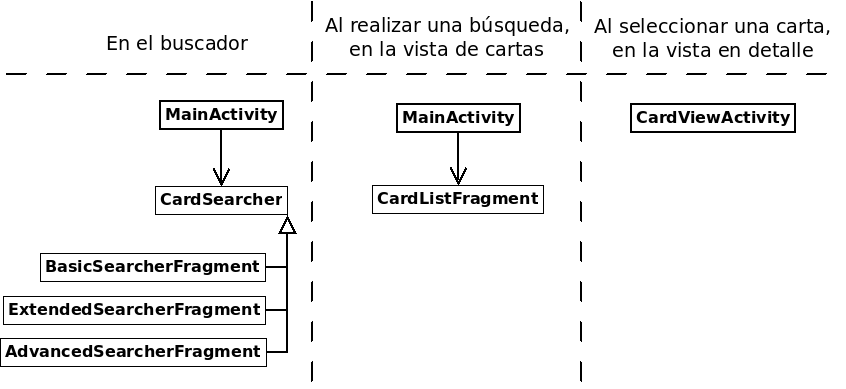 En el buscador
Al realizar una búsqueda,
en la vista de cartas
Al seleccionar una carta,
en la vista en detalle
MainActivity
CardSearcher
BasicSearcherFragment
ExtendedSearcherFragment
AdvancedSearcherFragment
MainActivity
CardListFragment
CardViewActivity